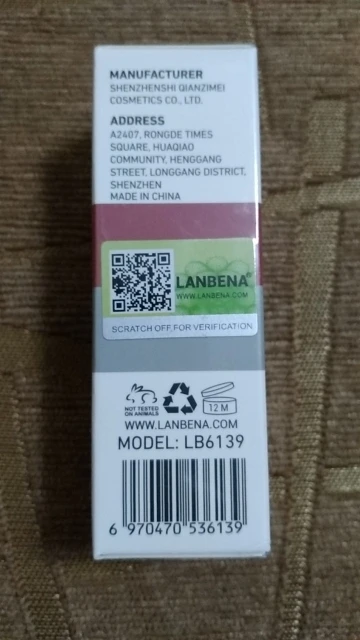 MANUFACTURER
SHENZHENSHI QIANZIMEI
COSMETICS CO., LTD.
ADDRESS
A2407, RONGDE TIMES
SQUARE, HUAQIAO
COMMUNITY, HENGGANG
STREET, LONGGANG DISTRICT,
SHENZHEN
MADE IN CHINA
LANBENA®
WWW.LANBENA.COM
SCRATCH OFF FOR VERIFICATION
NOT TESTED
ON ANIMALS
12 M
WWW.LANBENA.COM
MODEL: LB6139
6 970470 536139